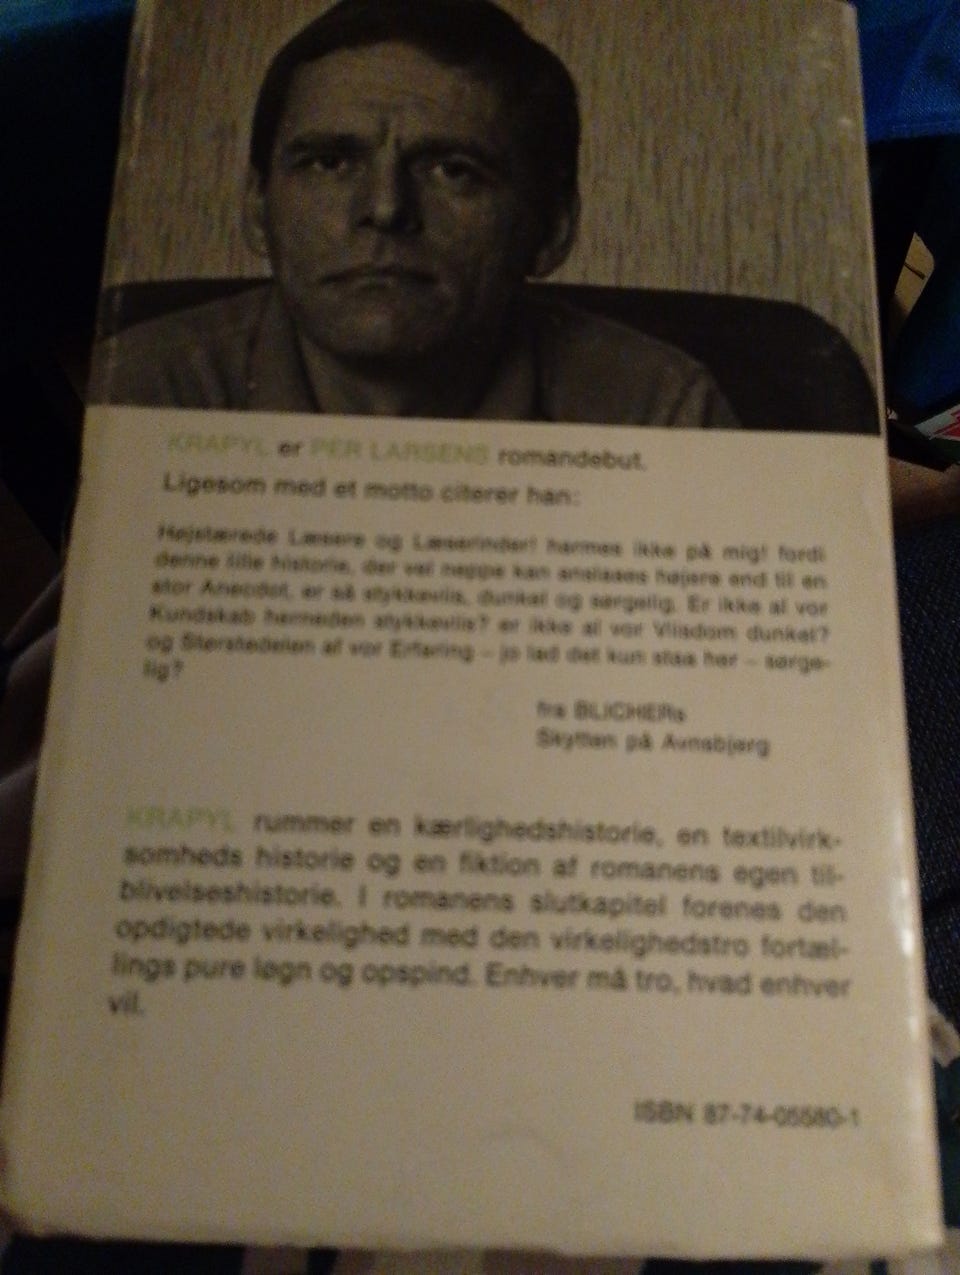 KRAPYL er PER LARSENS romandebut.
Ligesom med et motto citerer han:
Højstærede Læsere og Læserinder! harmes ikke på mig! fordi
denne lille historie, der vel neppe kan anslaaes højere end til en
stor Anecdot, er så stykkeviis, dunkel og sørgelig. Er ikke al vor
Kundskab herneden stykkeviis? er ikke al vor Viisdom dunkel?
og Størstedelen af vor Erfaring – jo lad det kun staa her – sørge-
lig?
fra BLICHERs
Skytten på Avnsbjerg
KRAPYL rummer en kærlighedshistorie, en textilvirk-
somheds historie og en fiktion af romanens egen til-
blivelseshistorie. I romanens slutkapitel forenes den
opdigtede virkelighed med den virkelighedstro fortæl-
lings pure løgn og opspind. Enhver må tro, hvad enhver
vil.
ISBN 87-74-05580-1